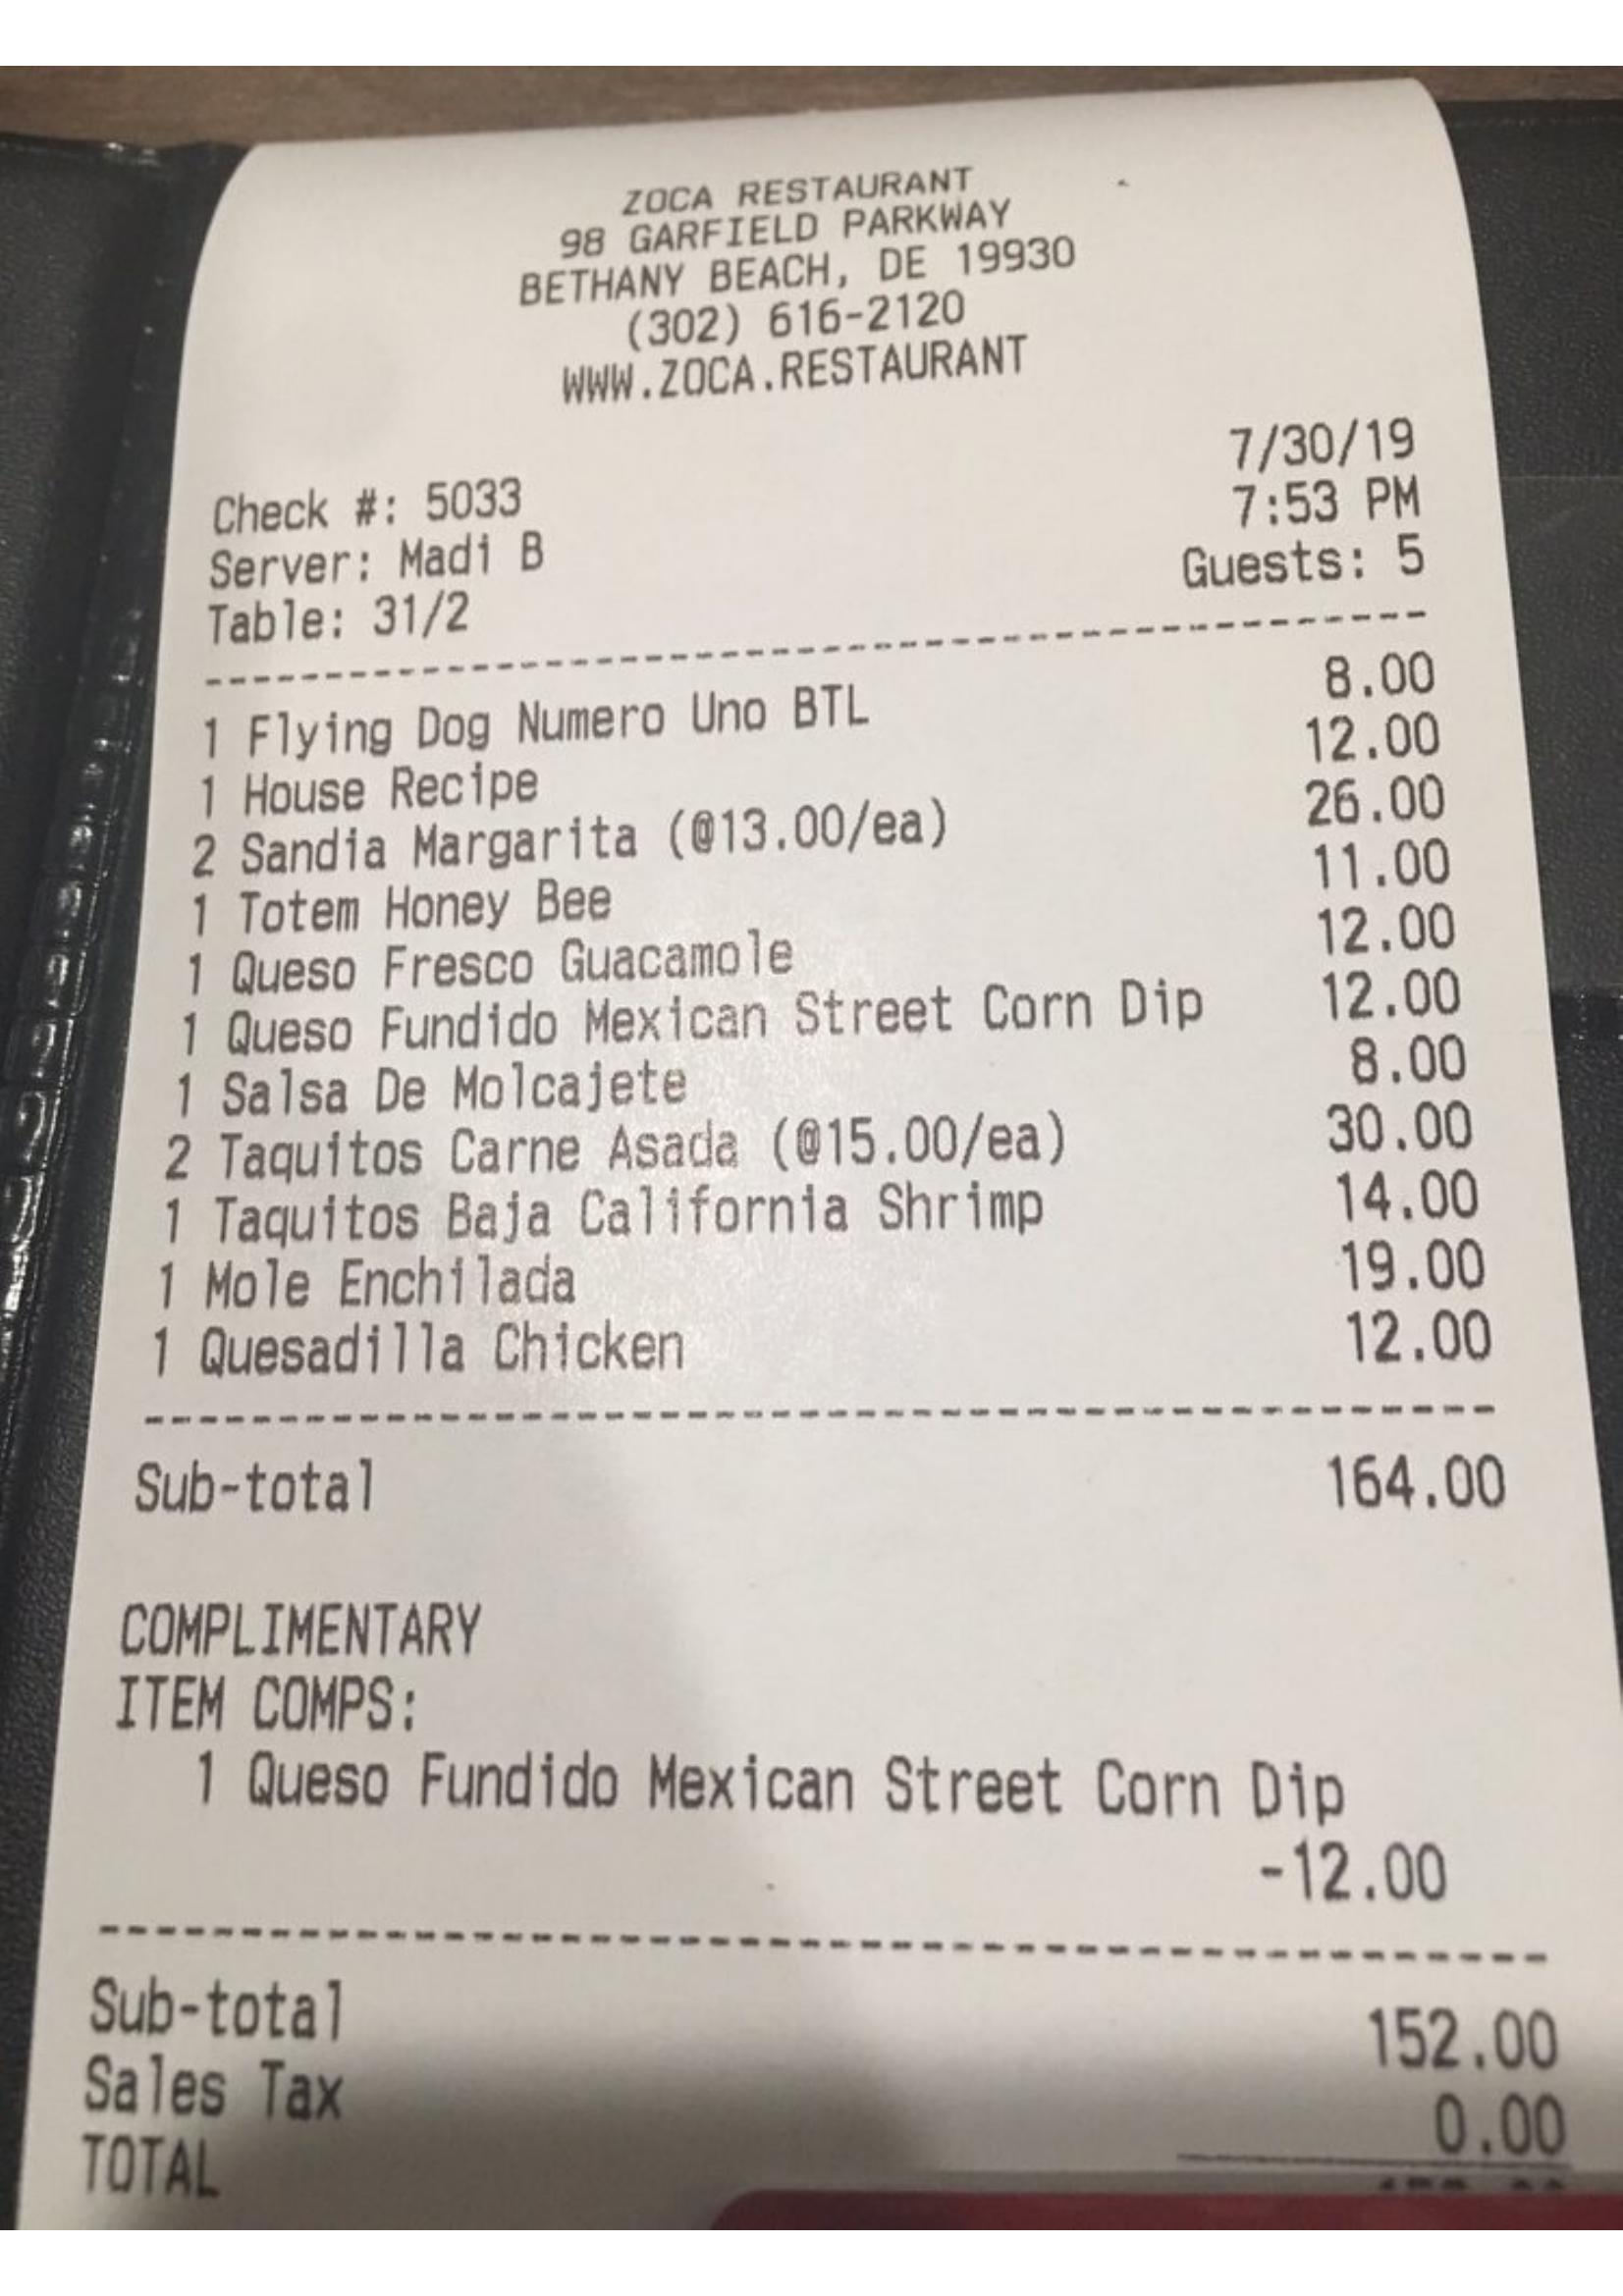 ZOCA RESTAURANT
98 GARFIELD PARKWAY
BETHANY BEACH, DE 19930
(302) 616-2120
WWW.ZOCA.RESTAURANT
7/30/19
Check #: 5033 7:53 PM
Server: Madi B Guests: 5
Table: 31/2
1 Flying Dog Numero Uno BTL 8.00
1 House Recipe 12.00
2 Sandia Margarita (@13.00/ea) 26.00
1 Totem Honey Bee 11.00
1 Queso Fresco Guacamole 12.00
1 Queso Fundido Mexican Street Corn Dip 12.00
1 Salsa De Molcajete 8.00
2 Taquitos Carne Asada (@15.00/ea) 30.00
1 Taquitos Baja California Shrimp 14.00
1 Mole Enchilada 19.00
1 Quesadilla Chicken 12.00
Sub-total 164.00
COMPLIMENTARY
ITEM COMPS:
1 Queso Fundido Mexican Street Corn Dip
-12.00
Sub-total 152.00
Sales Tax 0.00
TOTAL